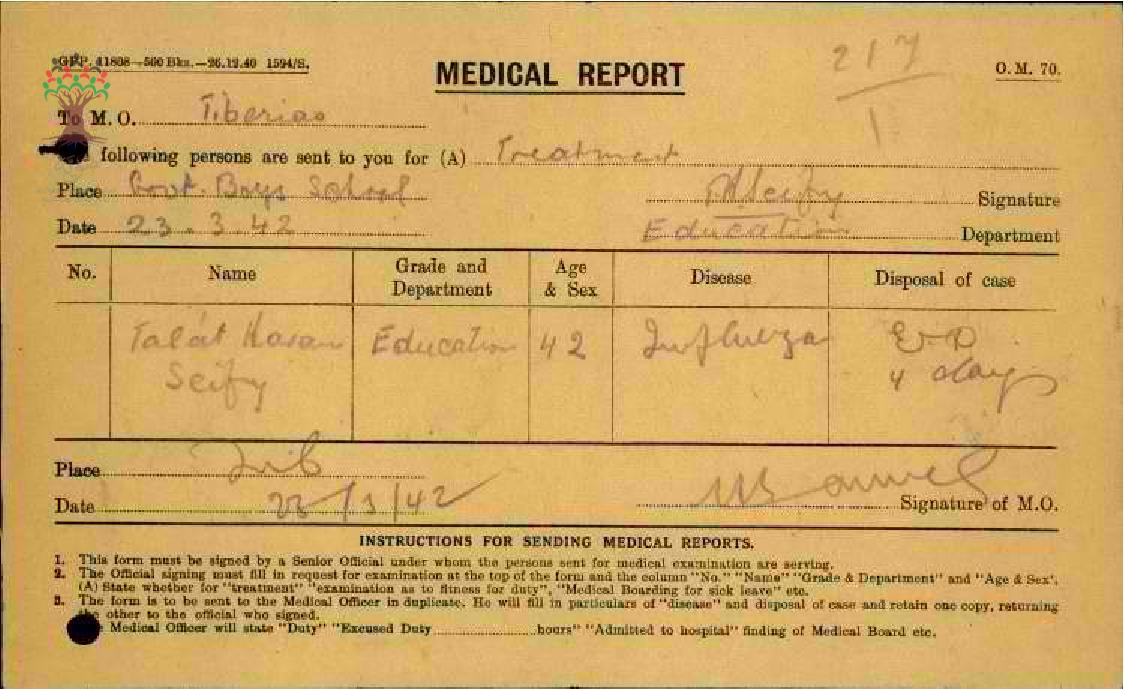 G.P.P. 11808—500 Bks.—26.12.40 1594/S.
217
1
MEDICAL REPORT
O. M. 70.
To M. O. Tiberias
following persons are sent to you for (A) Treatment
Place Govt. Boys School
Signature
Date 23.3.42
Education Department
No. Name Grade and Department Age & Sex Disease Disposal of case
Talât Hasan Education 42 Influenza E.D
Seify 4 days
Place Tib
Date 23/3/42
Signature of M.O.
INSTRUCTIONS FOR SENDING MEDICAL REPORTS.
1. This form must be signed by a Senior Official under whom the persons sent for medical examination are serving.
2. The Official signing must fill in request for examination at the top of the form and the column "No." "Name" "Grade & Department" and "Age & Sex'.
(A) State whether for "treatment" "examination as to fitness for duty", "Medical Boarding for sick leave" etc.
3. The form is to be sent to the Medical Officer in duplicate. He will fill in particulars of "disease" and disposal of case and retain one copy, returning
the other to the official who signed.
Medical Officer will state "Duty" "Excused Duty ............ hours" "Admitted to hospital" finding of Medical Board etc.